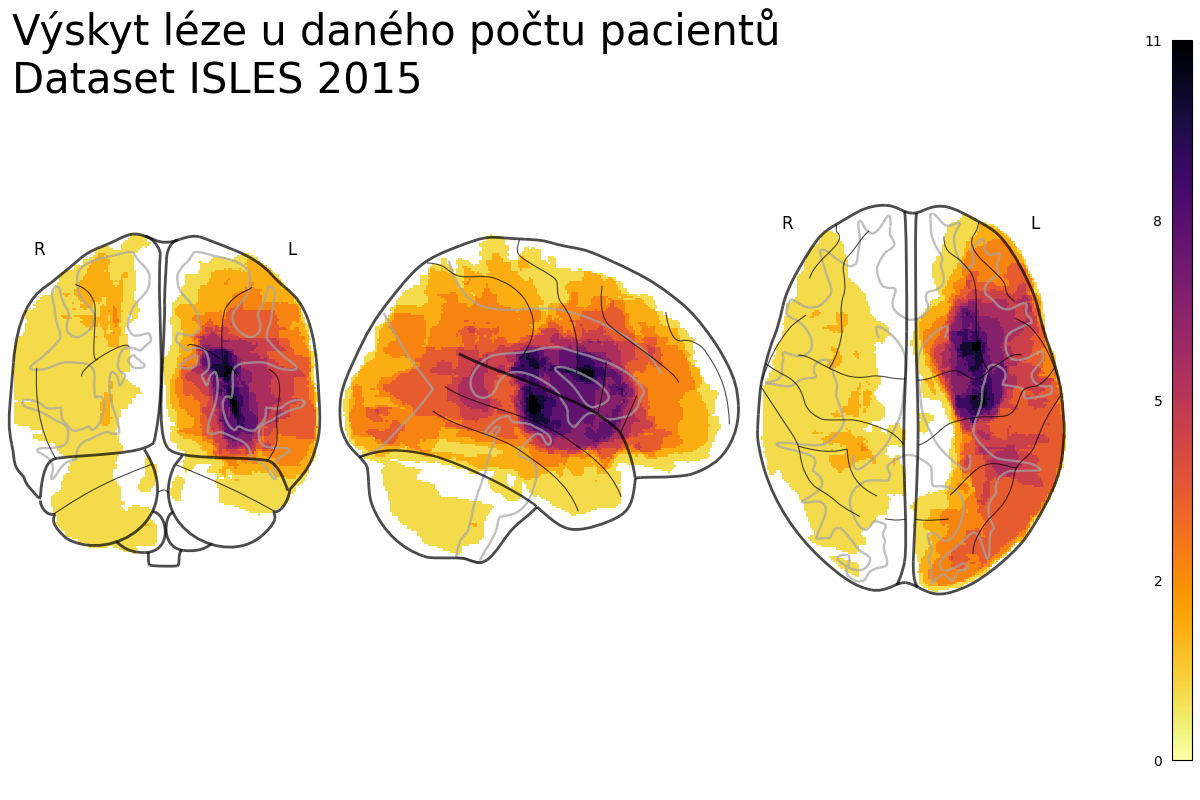 Výskyt léze u daného počtu pacientů
Dataset ISLES 2015
R
L
R
L
11
8
5
2
0